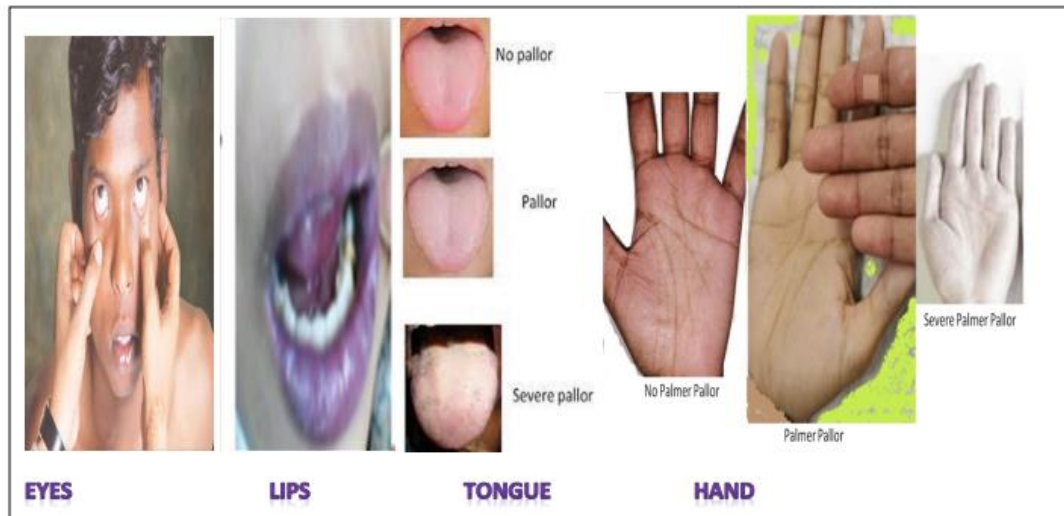 No pallor
Pallor
Severe pallor
No Palmer Pallor
Palmer Pallor
Severe Palmer Pallor
EYES
LIPS
TONGUE
HAND